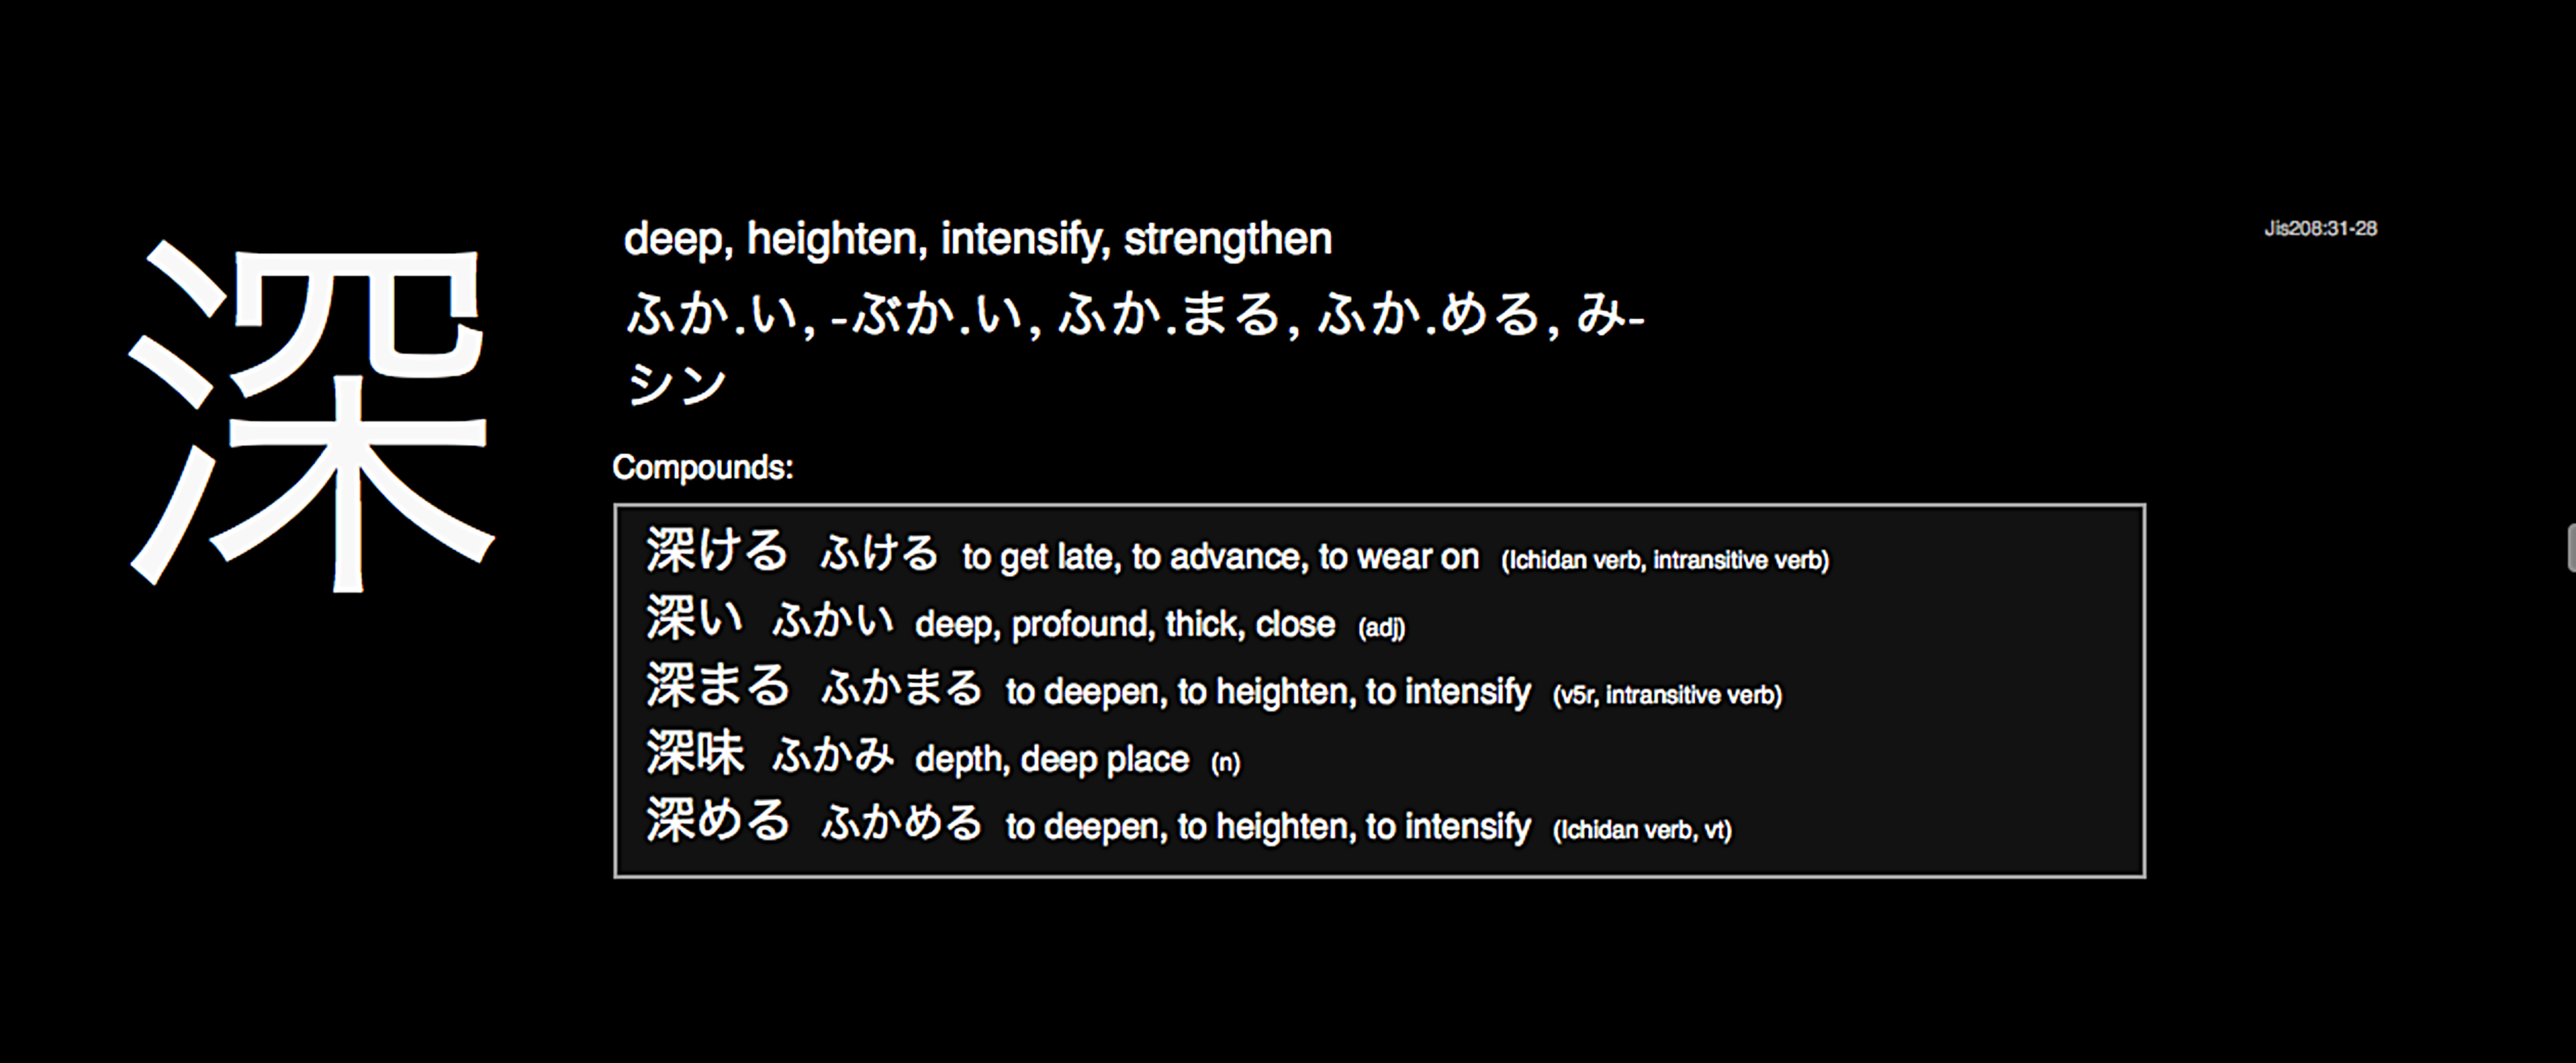 深
deep, heighten, intensify, strengthen
Jis208:31-28
ふか.い, -ぶか.い, ふか.まる, ふか.める, み-
シン
Compounds:
深ける ふける to get late, to advance, to wear on (Ichidan verb, intransitive verb)
深い ふかい deep, profound, thick, close (adj)
深まる ふかまる to deepen, to heighten, to intensify (v5r, intransitive verb)
深味 ふかみ depth, deep place (n)
深める ふかめる to deepen, to heighten, to intensify (Ichidan verb, vt)